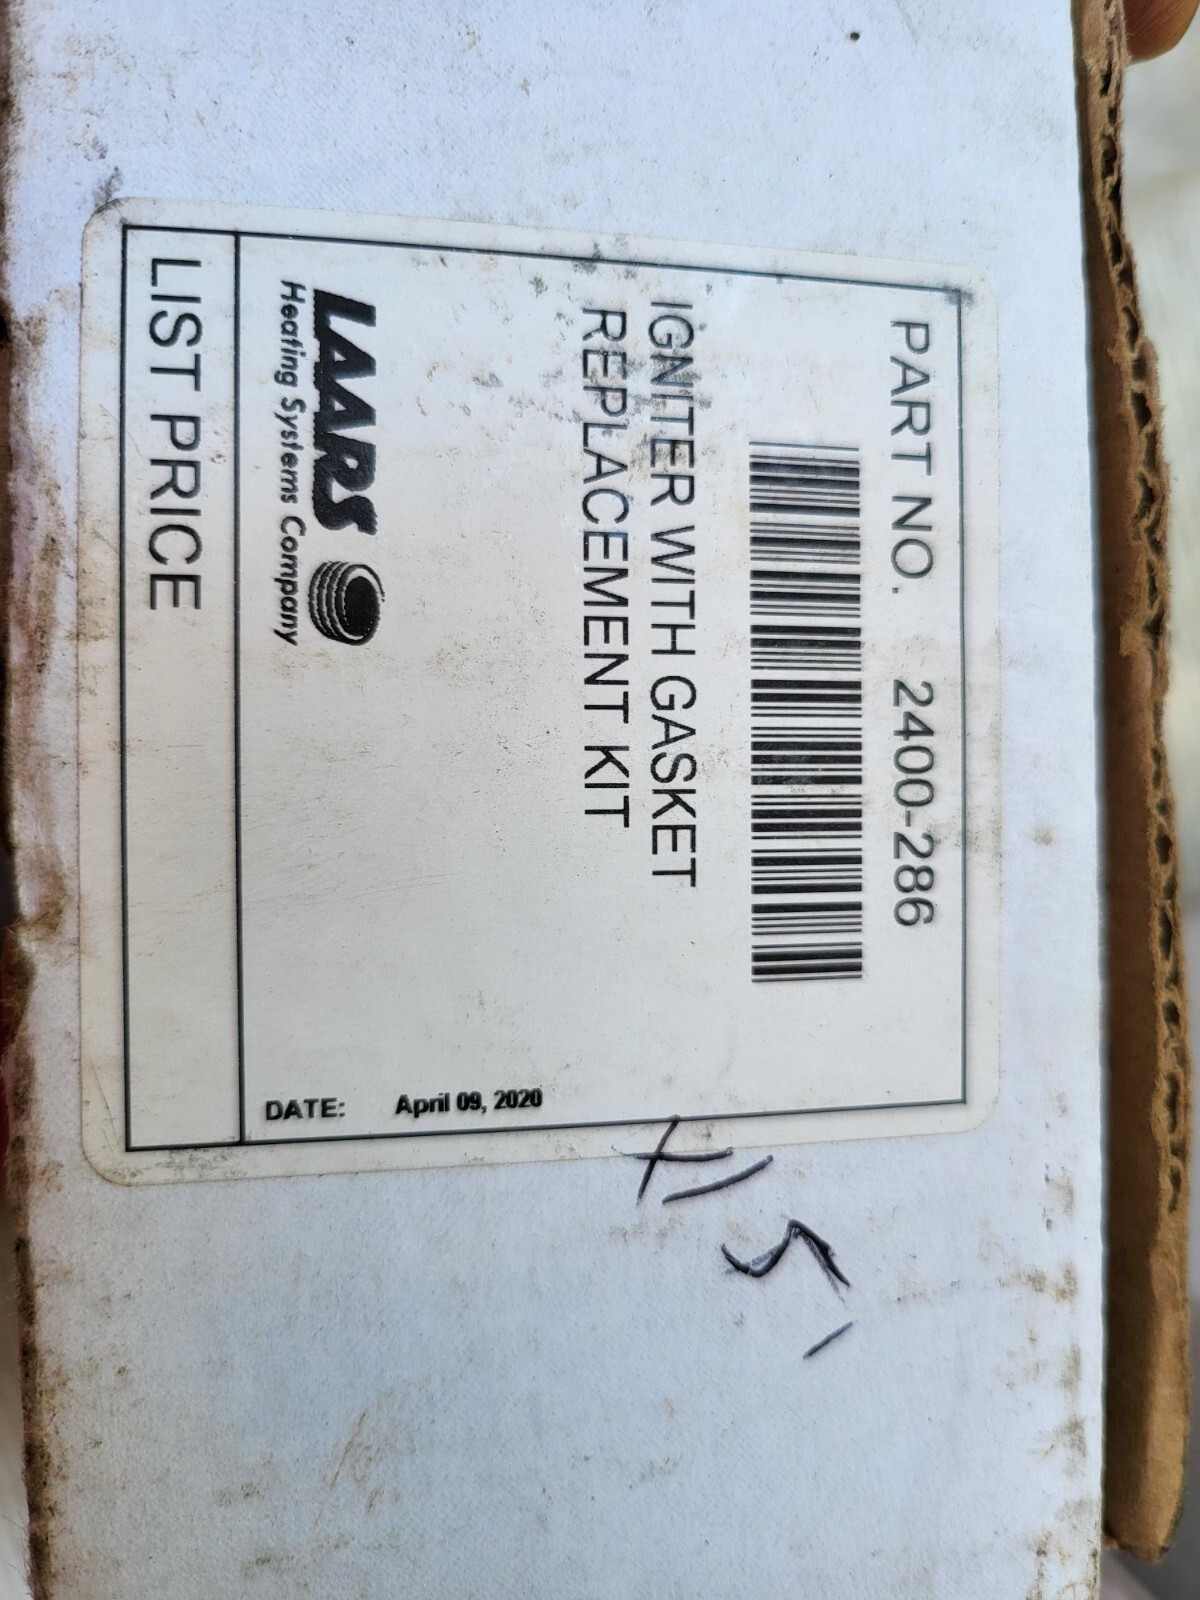 PART NO. 2400-286
IGNITER WITH GASKET
REPLACEMENT KIT
LAARS
Heating Systems Company
DATE: April 09, 2020
LIST PRICE